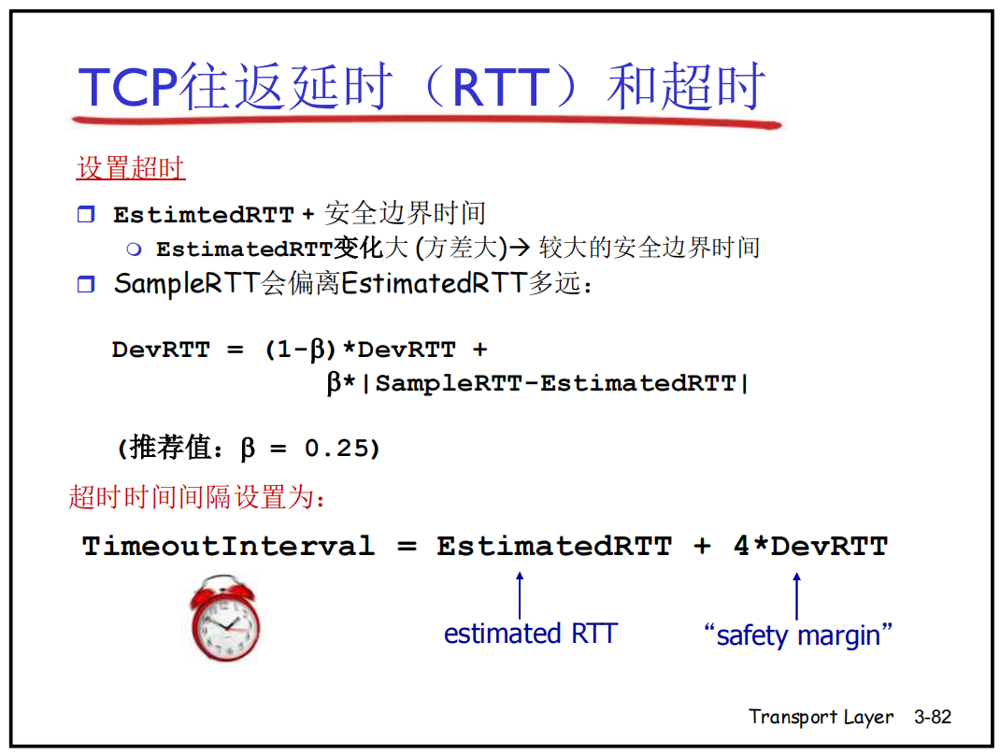 TCP往返延时（RTT）和超时
设置超时
EstimtedRTT + 安全边界时间
EstimatedRTT变化大 (方差大)→ 较大的安全边界时间
SampleRTT会偏离EstimatedRTT多远：
DevRTT = (1-β)*DevRTT +
β*|SampleRTT-EstimatedRTT|
(推荐值：β = 0.25)
超时时间间隔设置为：
TimeoutInterval = EstimatedRTT + 4*DevRTT
estimated RTT “safety margin”
Transport Layer 3-82